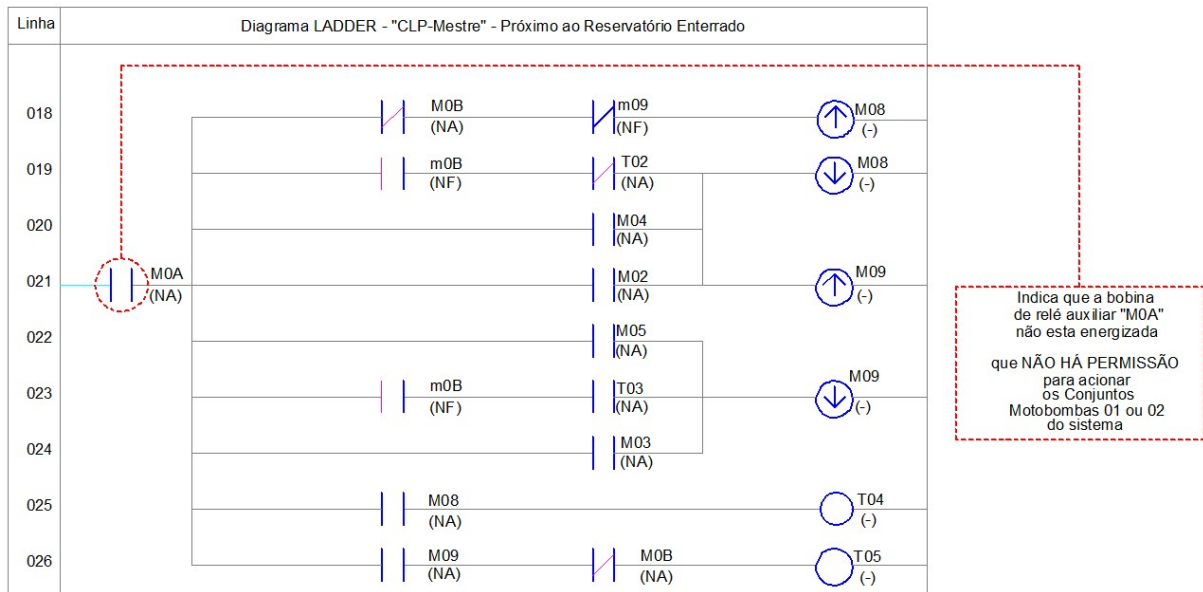 Linha
Diagrama LADDER - "CLP-Mestre" - Próximo ao Reservatório Enterrado
018
M0B
(NA)
m09
(NF)
M08
(-)
019
m0B
(NF)
T02
(NA)
M08
(-)
020
M04
(NA)
021
M0A
(NA)
M02
(NA)
M09
(-)
022
M05
(NA)
023
m0B
(NF)
T03
(NA)
M09
(-)
024
M03
(NA)
025
M08
(NA)
T04
(-)
026
M09
(NA)
M0B
(NA)
T05
(-)
Indica que a bobina
de relé auxiliar "M0A"
não esta energizada
que NÃO HÁ PERMISSÃO
para acionar
os Conjuntos
Motobombas 01 ou 02
do sistema